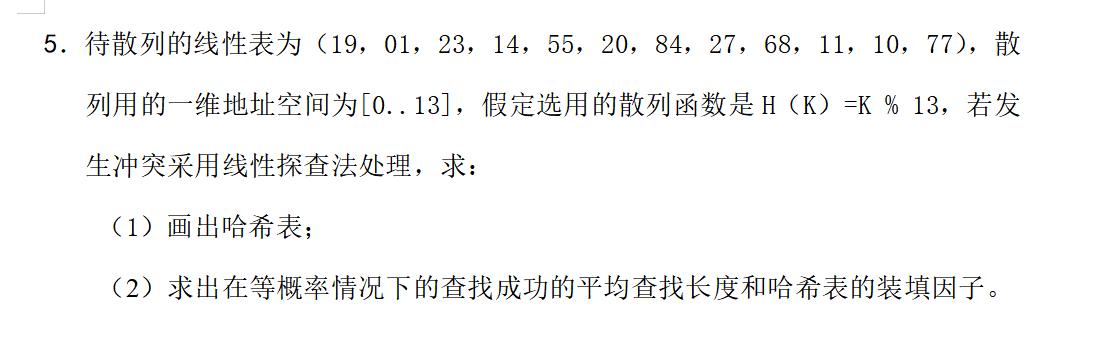 5. 待散列的线性表为（19，01，23，14，55，20，84，27，68，11，10，77），散
列用的一维地址空间为[0..13]，假定选用的散列函数是 H（K）=K % 13，若发
生冲突采用线性探查法处理，求：
（1）画出哈希表；
（2）求出在等概率情况下的查找成功的平均查找长度和哈希表的装填因子。